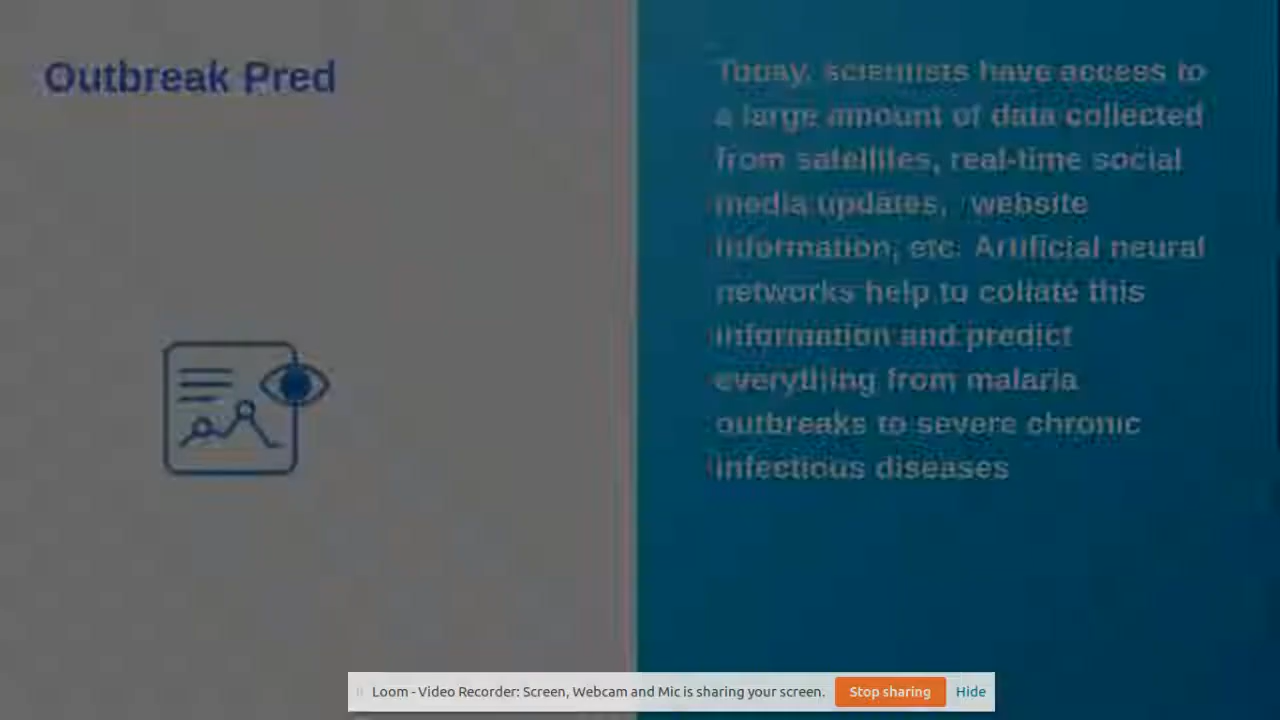 Outbreak Pred
Today, scientists have access to
a large amount of data collected
from satellites, real-time social
media updates, website
information, etc. Artificial neural
networks help to collate this
information and predict
everything from malaria
outbreaks to severe chronic
infectious diseases
Loom - Video Recorder: Screen, Webcam and Mic is sharing your screen. Stop sharing Hide